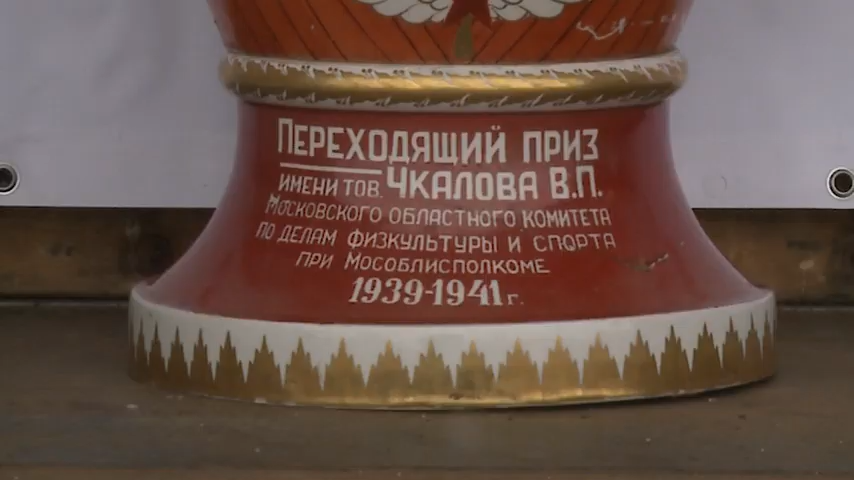 ПЕРЕХОДЯЩИЙ ПРИЗ
ИМЕНИ ТОВ. ЧКАЛОВА В.П.
МОСКОВСКОГО ОБЛАСТНОГО КОМИТЕТА
ПО ДЕЛАМ ФИЗКУЛЬТУРЫ И СПОРТА
ПРИ МОСОБЛИСПОЛКОМЕ
1939-1941 г.